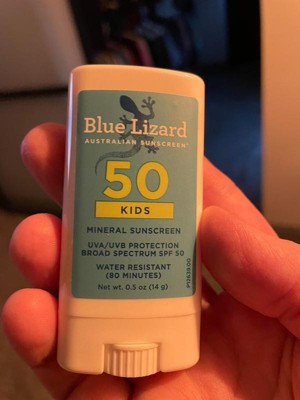 Blue Lizard
AUSTRALIAN SUNSCREEN™
50
KIDS
MINERAL SUNSCREEN
UVA/UVB PROTECTION
BROAD SPECTRUM SPF 50
WATER RESISTANT
(80 MINUTES)
Net wt. 0.5 oz (14 g)